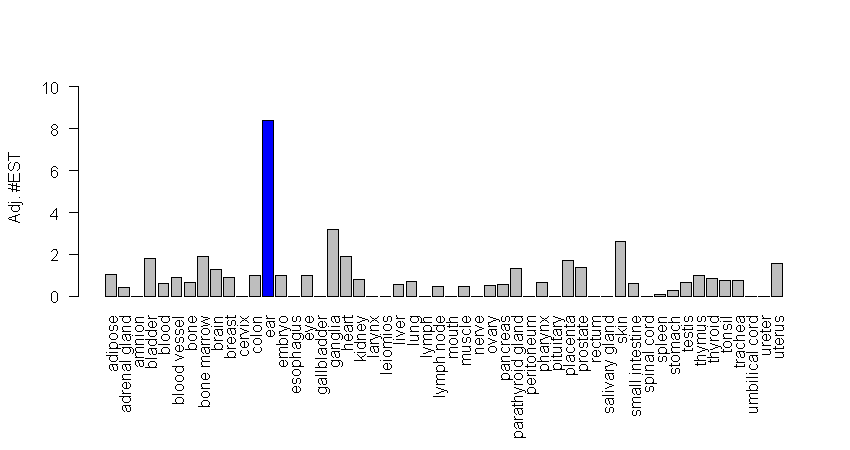 10
8
6
4
2
0
Adj. #EST
adipose
adrenal gland
amnion
bladder
blood
blood vessel
bone
bone marrow
brain
breast
cervix
colon
ear
embryo
esophagus
eye
gallbladder
ganglia
heart
kidney
larynx
leiomios
liver
lung
lymph
lymph node
mouth
muscle
nerve
ovary
pancreas
parathyroid gland
peritoneum
pharynx
pituitary
placenta
prostate
rectum
salivary gland
skin
small intestine
spinal cord
spleen
stomach
testis
thymus
thyroid
tonsil
trachea
umbilical cord
ureter
uterus